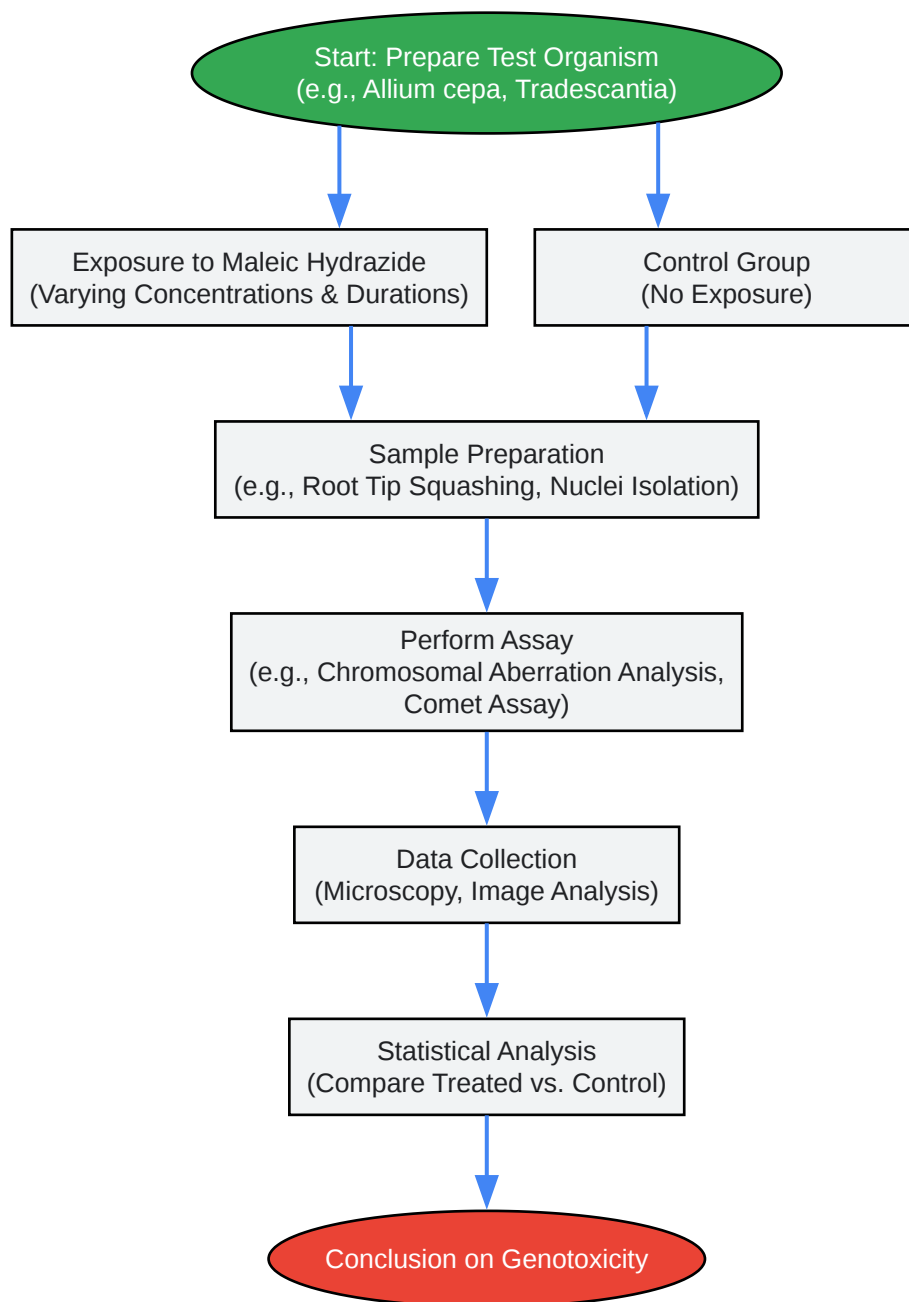 Start: Prepare Test Organism
(e.g., Allium cepa, Tradescantia)
Exposure to Maleic Hydrazide
(Varying Concentrations & Durations)
Control Group
(No Exposure)
Sample Preparation
(e.g., Root Tip Squashing, Nuclei Isolation)
Perform Assay
(e.g., Chromosomal Aberration Analysis,
Comet Assay)
Data Collection
(Microscopy, Image Analysis)
Statistical Analysis
(Compare Treated vs. Control)
Conclusion on Genotoxicity